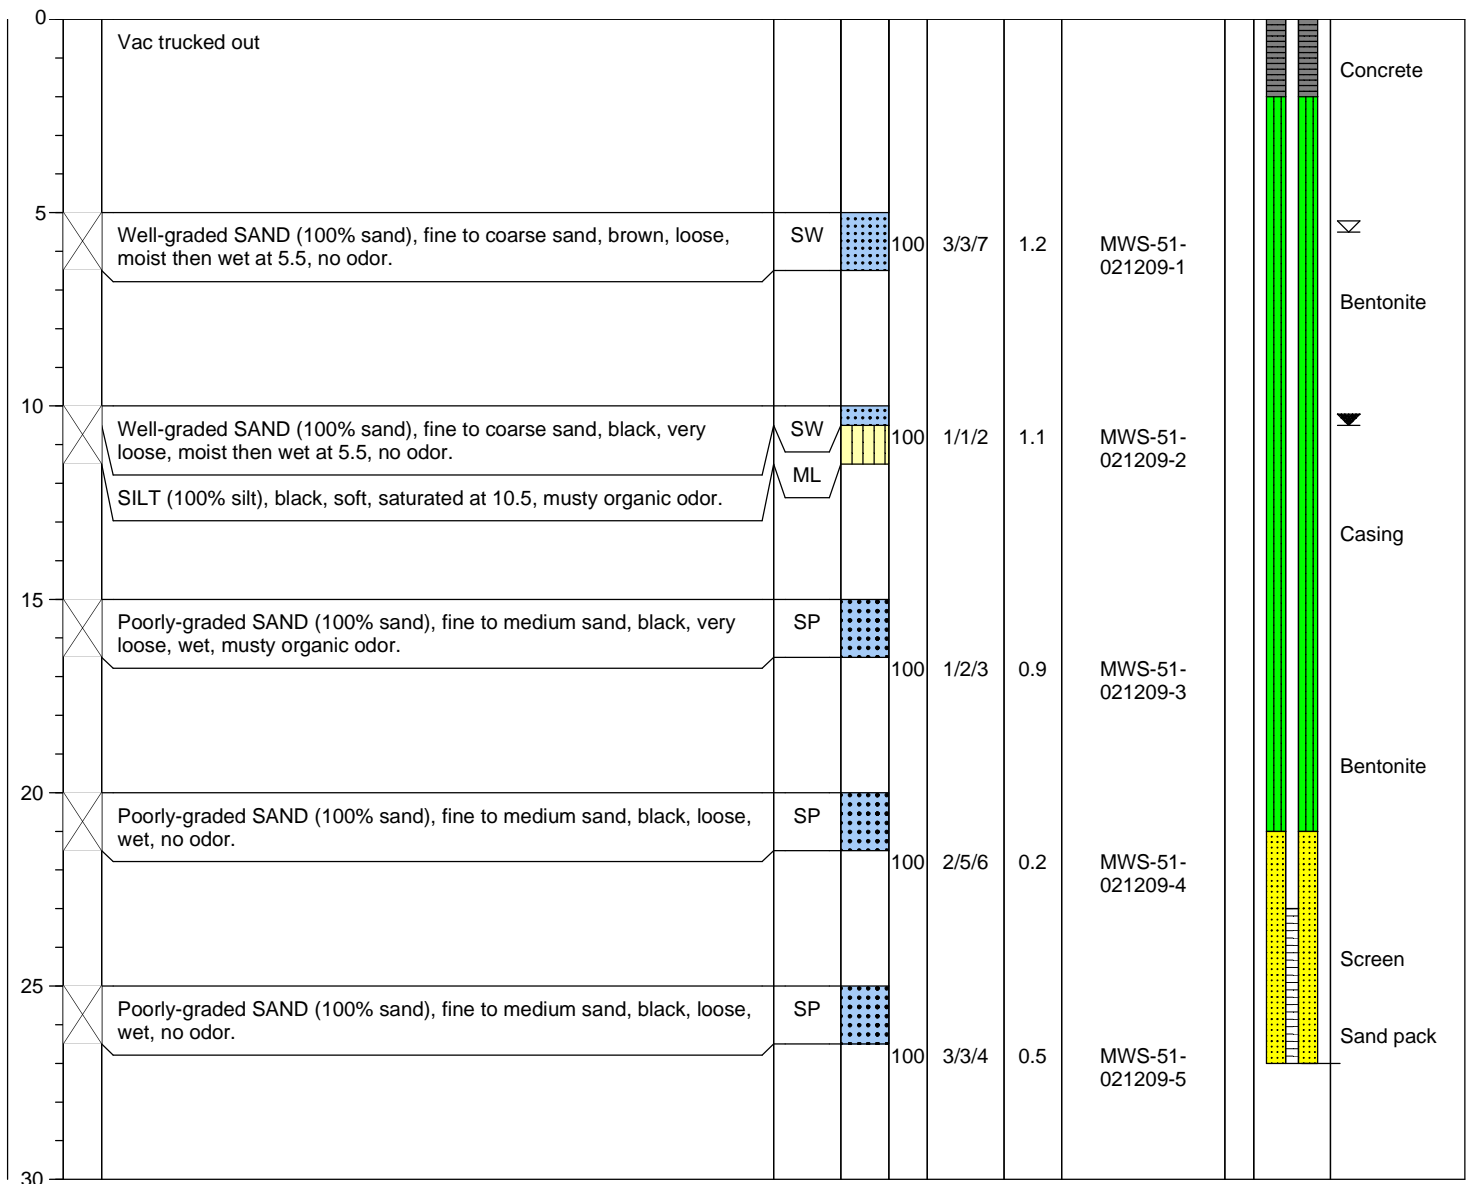 0
Vac trucked out
Concrete
5
Well-graded SAND (100% sand), fine to coarse sand, brown, loose,
moist then wet at 5.5, no odor.
SW
100
3/3/7
1.2
MWS-51-
021209-1
Bentonite
10
Well-graded SAND (100% sand), fine to coarse sand, black, very
loose, moist then wet at 5.5, no odor.
SW
100
1/1/2
1.1
MWS-51-
021209-2
SILT (100% silt), black, soft, saturated at 10.5, musty organic odor.
ML
Casing
15
Poorly-graded SAND (100% sand), fine to medium sand, black, very
loose, wet, musty organic odor.
SP
100
1/2/3
0.9
MWS-51-
021209-3
Bentonite
20
Poorly-graded SAND (100% sand), fine to medium sand, black, loose,
wet, no odor.
SP
100
2/5/6
0.2
MWS-51-
021209-4
Screen
25
Poorly-graded SAND (100% sand), fine to medium sand, black, loose,
wet, no odor.
SP
Sand pack
100
3/3/4
0.5
MWS-51-
021209-5
30